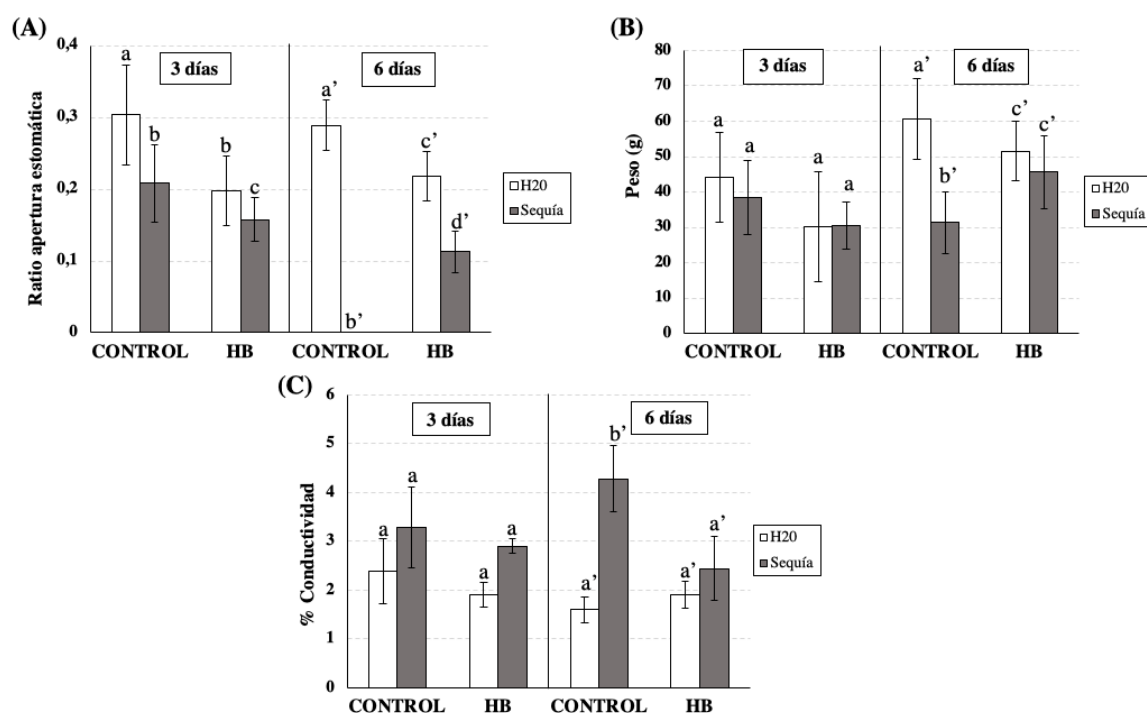 (A)
Ratio apertura estomática
0,4
0,3
0,2
0,1
0
3 días
6 días
a
b
b
c
a’
b’
c’
d’
CONTROL
HB
CONTROL
HB
H20
Sequía
(B)
Peso (g)
80
70
60
50
40
30
20
10
0
3 días
6 días
a
a
a
a
a’
b’
c’
c’
CONTROL
HB
CONTROL
HB
H20
Sequía
(C)
% Conductividad
6
5
4
3
2
1
0
3 días
6 días
a
a
a
a
a’
b’
a’
a’
CONTROL
HB
CONTROL
HB
H20
Sequía